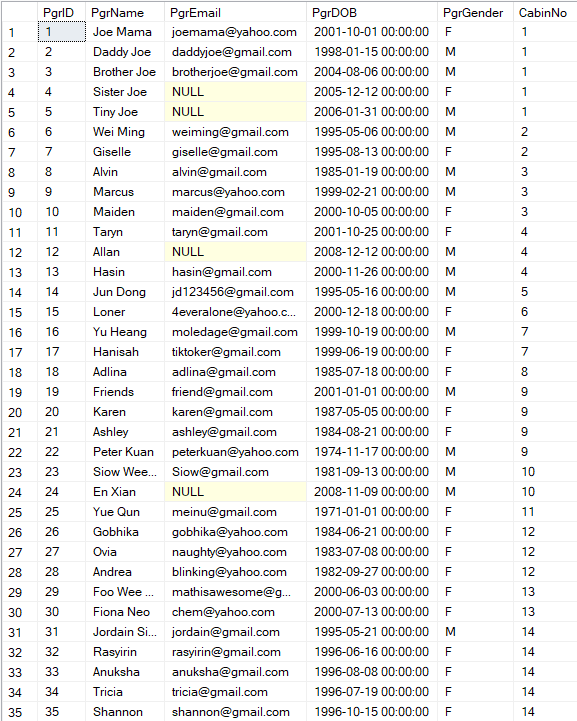 PgrID PgrName PgrEmail PgrDOB PgrGender CabinNo
1 1 Joe Mama joemama@yahoo.com 2001-10-01 00:00:00 F 1
2 2 Daddy Joe daddyjoe@gmail.com 1998-01-15 00:00:00 M 1
3 3 Brother Joe brotherjoe@gmail.com 2004-08-06 00:00:00 M 1
4 4 Sister Joe NULL 2005-12-12 00:00:00 F 1
5 5 Tiny Joe NULL 2006-01-31 00:00:00 M 1
6 6 Wei Ming weiming@gmail.com 1995-05-06 00:00:00 M 2
7 7 Giselle giselle@gmail.com 1995-08-13 00:00:00 F 2
8 8 Alvin alvin@gmail.com 1985-01-19 00:00:00 M 3
9 9 Marcus marcus@yahoo.com 1999-02-21 00:00:00 M 3
10 10 Maiden maiden@gmail.com 2000-10-05 00:00:00 F 3
11 11 Taryn taryn@gmail.com 2001-10-25 00:00:00 F 4
12 12 Allan NULL 2008-12-12 00:00:00 M 4
13 13 Hasin hasin@gmail.com 2000-11-26 00:00:00 M 4
14 14 Jun Dong jd123456@gmail.com 1995-05-16 00:00:00 M 5
15 15 Loner 4everalone@yahoo.c... 2000-12-18 00:00:00 F 6
16 16 Yu Heang moledage@gmail.com 1999-10-19 00:00:00 M 7
17 17 Hanisah tiktoker@gmail.com 1999-06-19 00:00:00 F 7
18 18 Adlina adlina@gmail.com 1985-07-18 00:00:00 F 8
19 19 Friends friend@gmail.com 2001-01-01 00:00:00 M 9
20 20 Karen karen@gmail.com 1987-05-05 00:00:00 F 9
21 21 Ashley ashley@gmail.com 1984-08-21 00:00:00 F 9
22 22 Peter Kuan peterkuan@yahoo.com 1974-11-17 00:00:00 M 9
23 23 Siow Wee... Siow@gmail.com 1981-09-13 00:00:00 M 10
24 24 En Xian NULL 2008-11-09 00:00:00 M 10
25 25 Yue Qun meinu@gmail.com 1971-01-01 00:00:00 F 11
26 26 Gobhika gobhika@yahoo.com 1984-06-21 00:00:00 F 12
27 27 Ovia naughty@yahoo.com 1983-07-08 00:00:00 F 12
28 28 Andrea blinking@yahoo.com 1982-09-27 00:00:00 F 12
29 29 Foo Wee ... mathisawesome@g... 2000-06-03 00:00:00 F 13
30 30 Fiona Neo chem@yahoo.com 2000-07-13 00:00:00 F 13
31 31 Jordain Si... jordain@gmail.com 1995-05-21 00:00:00 M 14
32 32 Rasyirin rasyirin@gmail.com 1996-06-16 00:00:00 F 14
33 33 Anuksha anuksha@gmail.com 1996-08-08 00:00:00 F 14
34 34 Tricia tricia@gmail.com 1996-07-19 00:00:00 F 14
35 35 Shannon shannon@gmail.com 1996-10-15 00:00:00 F 14